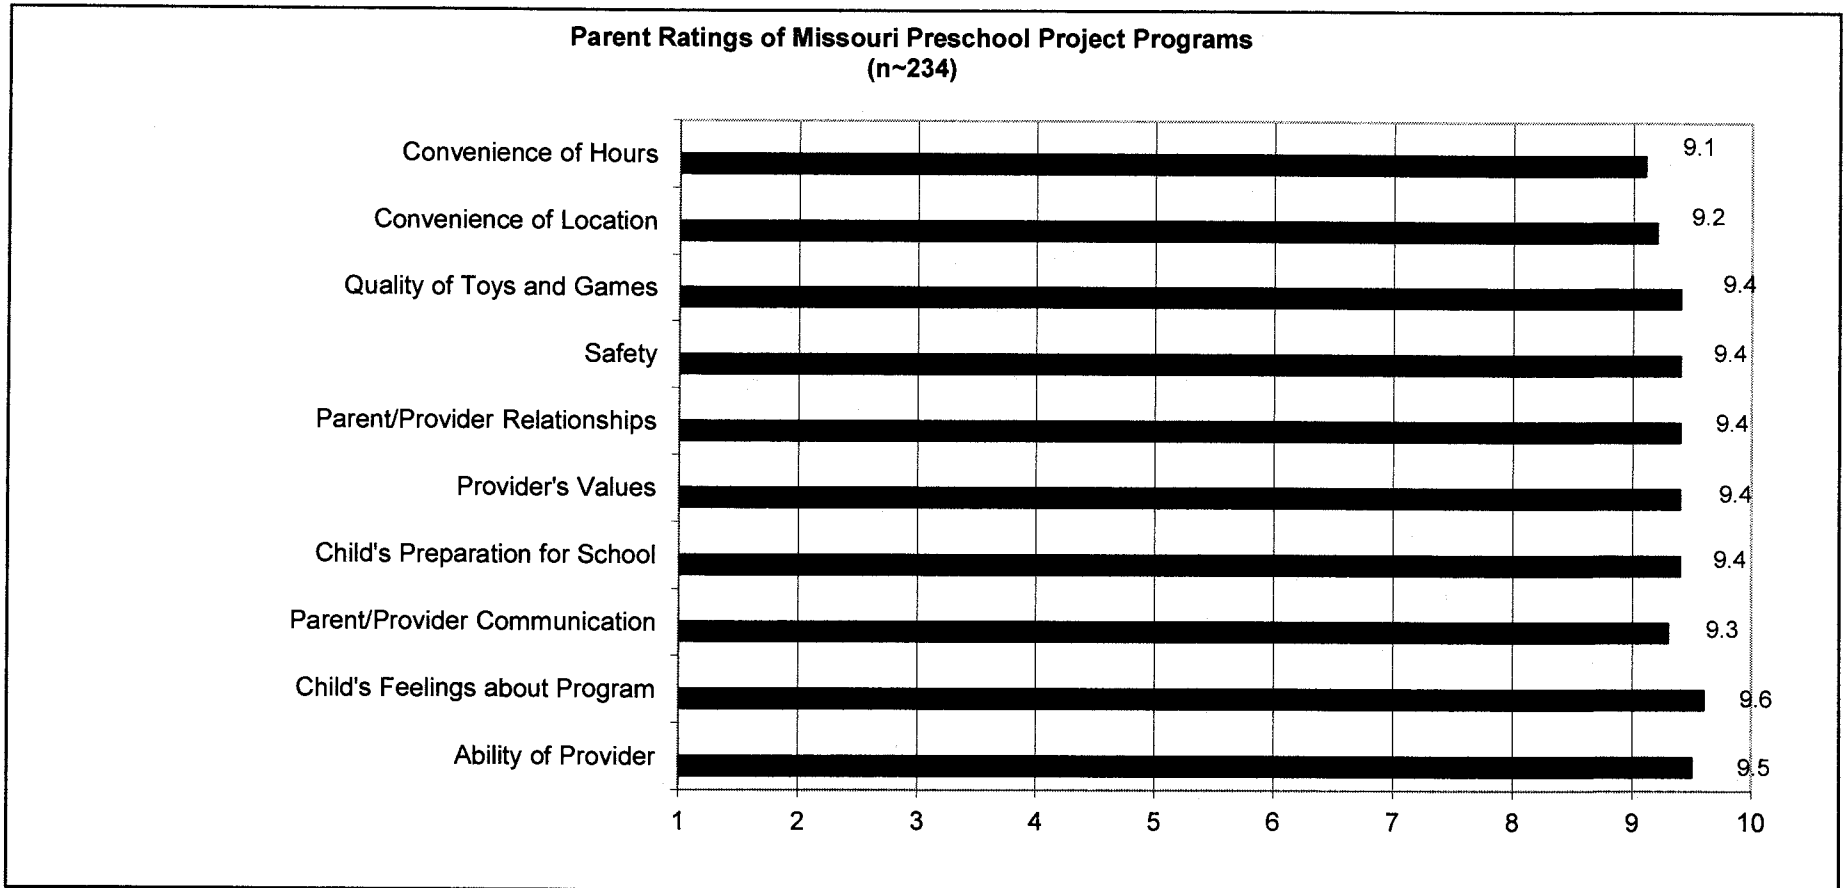 Parent Ratings of Missouri Preschool Project Programs
(n~234)
Convenience of Hours 9.1
Convenience of Location 9.2
Quality of Toys and Games 9.4
Safety 9.4
Parent/Provider Relationships 9.4
Provider's Values 9.4
Child's Preparation for School 9.4
Parent/Provider Communication 9.3
Child's Feelings about Program 9.6
Ability of Provider 9.5
1 2 3 4 5 6 7 8 9 10